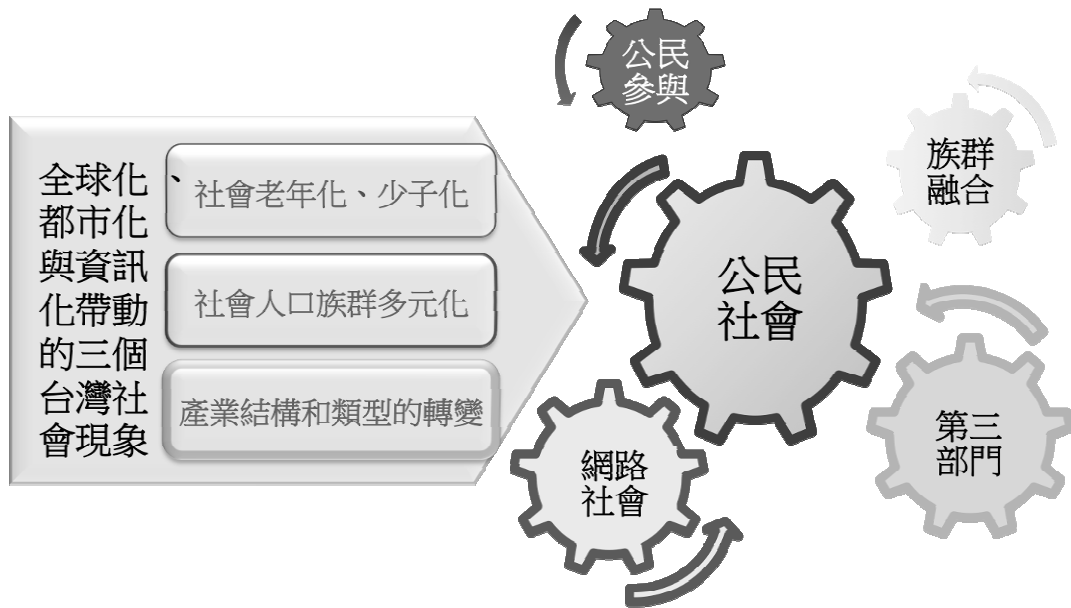 全球化、
都市化
與資訊
化帶動
的三個
台灣社
會現象
社會老年化、少子化
社會人口族群多元化
產業結構和類型的轉變
公民
參與
公民
社會
網路
社會
族群
融合
第三
部門